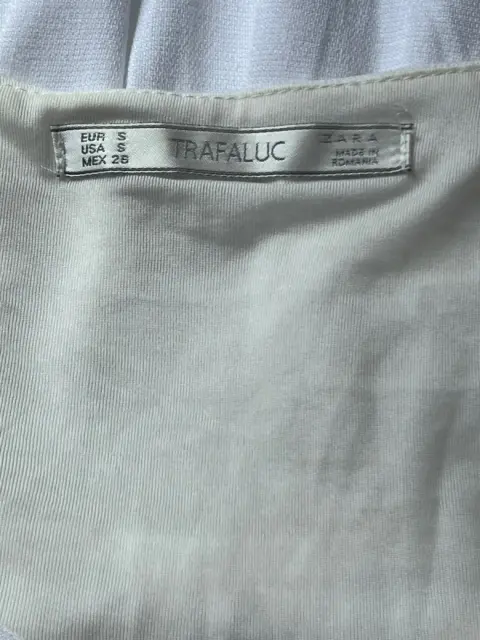 EUR S
USA S
MEX 26
TRAFALUC
ZARA
MADE IN
ROMANIA